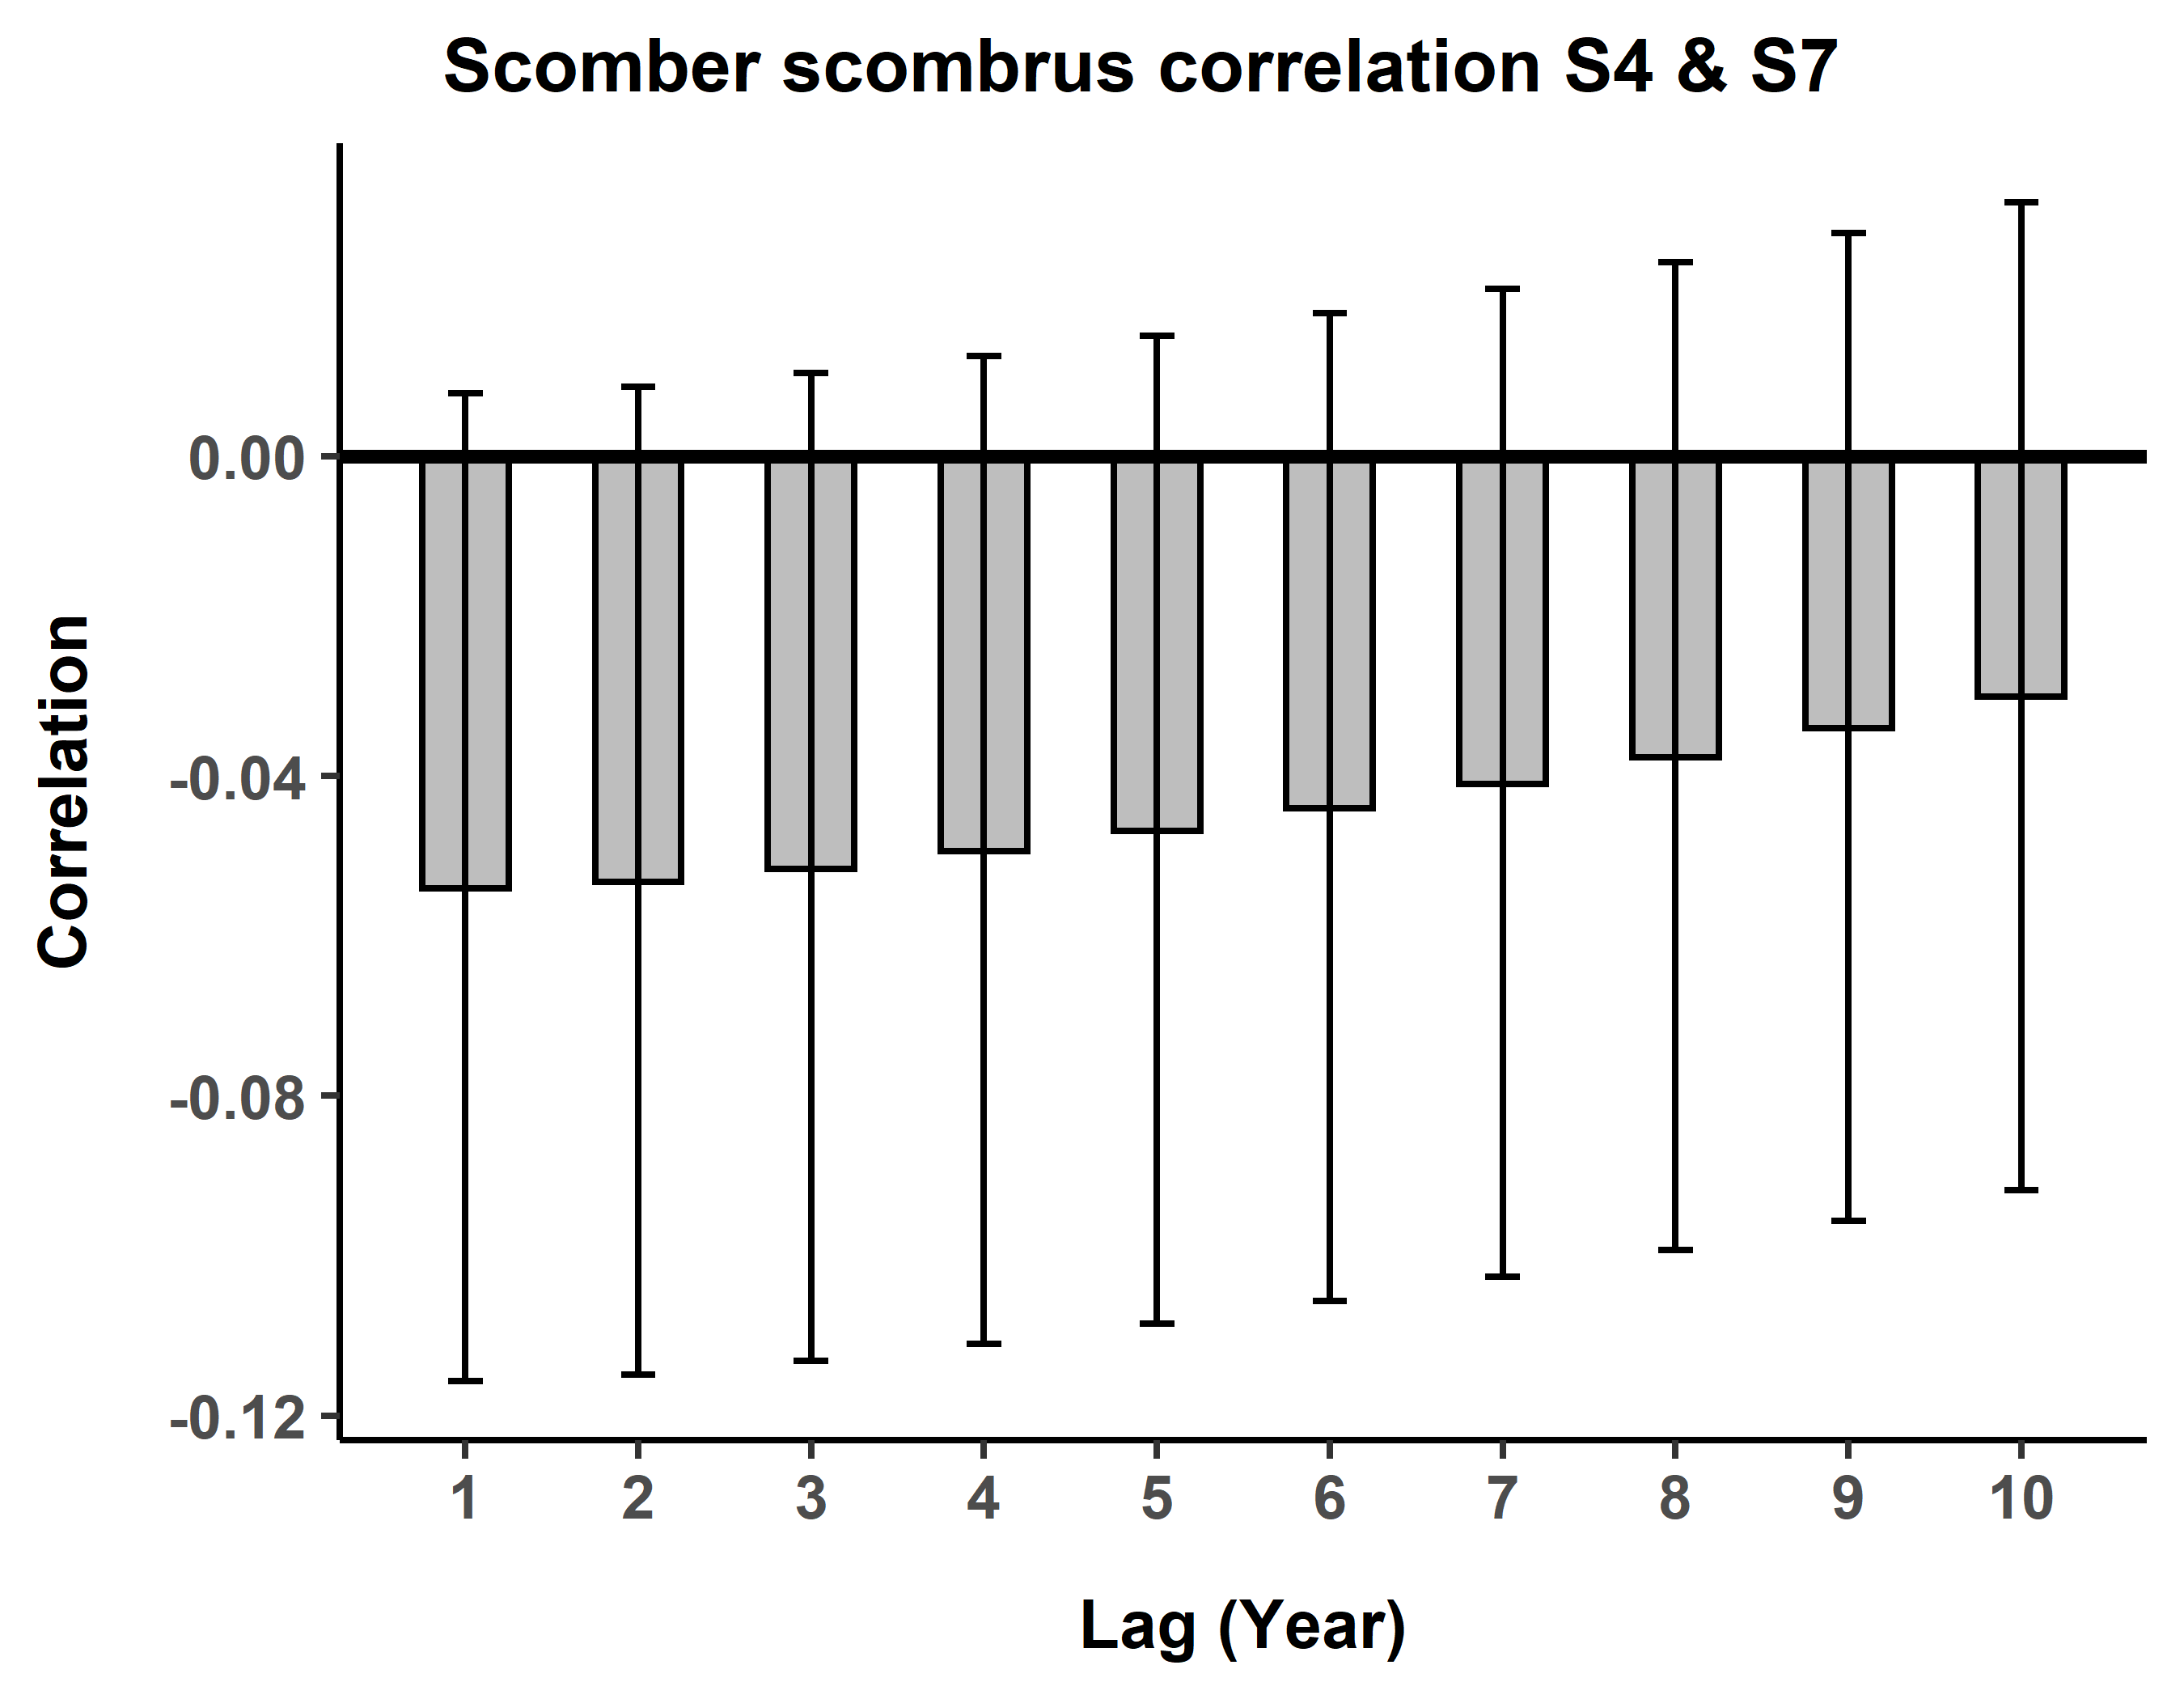 Scomber scombrus correlation S4 & S7
Correlation
0.00
-0.04
-0.08
-0.12
1 2 3 4 5 6 7 8 9 10
Lag (Year)